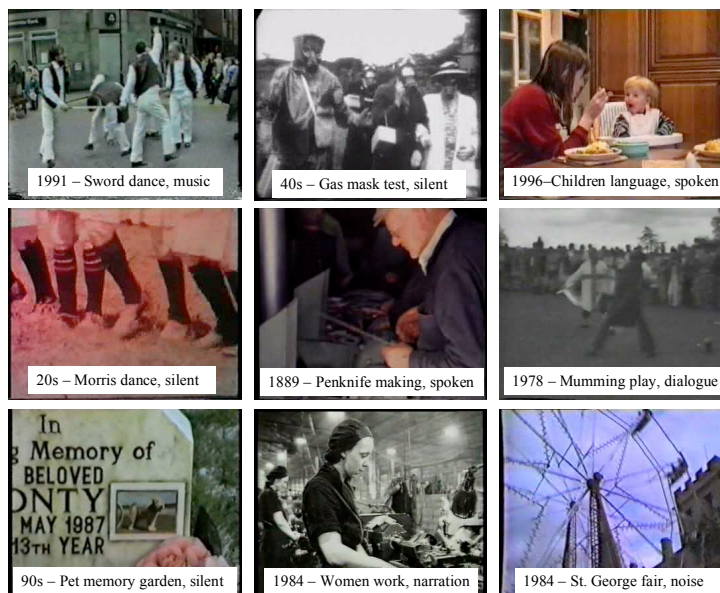 1991 – Sword dance, music
40s – Gas mask test, silent
1996–Children language, spoken
20s – Morris dance, silent
1889 – Penknife making, spoken
1978 – Mumming play, dialogue
In
g Memory of
BELOVED
ONTY
MAY 1987
13TH YEAR
90s – Pet memory garden, silent
1984 – Women work, narration
1984 – St. George fair, noise